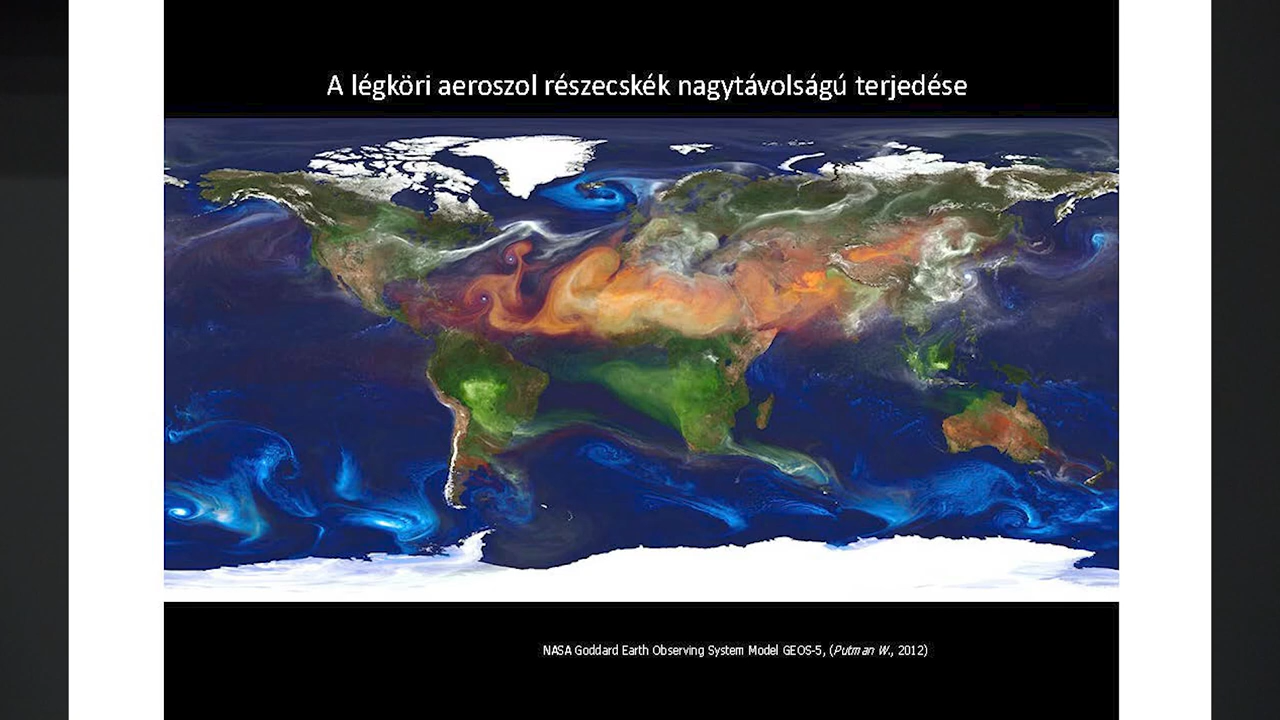 A légköri aeroszol részecskék nagytávolságú terjedése
NASA Goddard Earth Observing System Model GEOS-5, (Putman W., 2012)